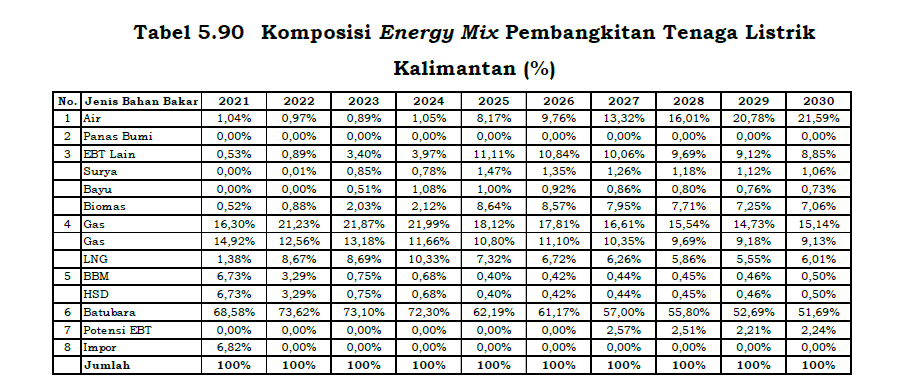 Tabel 5.90 Komposisi Energy Mix Pembangkitan Tenaga Listrik
Kalimantan (%)
No. Jenis Bahan Bakar 2021 2022 2023 2024 2025 2026 2027 2028 2029 2030
1 Air 1,04% 0,97% 0,89% 1,05% 8,17% 9,76% 13,32% 16,01% 20,78% 21,59%
2 Panas Bumi 0,00% 0,00% 0,00% 0,00% 0,00% 0,00% 0,00% 0,00% 0,00% 0,00%
3 EBT Lain 0,53% 0,89% 3,40% 3,97% 11,11% 10,84% 10,06% 9,69% 9,12% 8,85%
Surya 0,00% 0,01% 0,85% 0,78% 1,47% 1,35% 1,26% 1,18% 1,12% 1,06%
Bayu 0,00% 0,00% 0,51% 1,08% 1,00% 0,92% 0,86% 0,80% 0,76% 0,73%
Biomas 0,52% 0,88% 2,03% 2,12% 8,64% 8,57% 7,95% 7,71% 7,25% 7,06%
4 Gas 16,30% 21,23% 21,87% 21,99% 18,12% 17,81% 16,61% 15,54% 14,73% 15,14%
Gas 14,92% 12,56% 13,18% 11,66% 10,80% 11,10% 10,35% 9,69% 9,18% 9,13%
LNG 1,38% 8,67% 8,69% 10,33% 7,32% 6,72% 6,26% 5,86% 5,55% 6,01%
5 BBM 6,73% 3,29% 0,75% 0,68% 0,40% 0,42% 0,44% 0,45% 0,46% 0,50%
HSD 6,73% 3,29% 0,75% 0,68% 0,40% 0,42% 0,44% 0,45% 0,46% 0,50%
6 Batubara 68,58% 73,62% 73,10% 72,30% 62,19% 61,17% 57,00% 55,80% 52,69% 51,69%
7 Potensi EBT 0,00% 0,00% 0,00% 0,00% 0,00% 0,00% 2,57% 2,51% 2,21% 2,24%
8 Impor 6,82% 0,00% 0,00% 0,00% 0,00% 0,00% 0,00% 0,00% 0,00% 0,00%
Jumlah 100% 100% 100% 100% 100% 100% 100% 100% 100% 100%